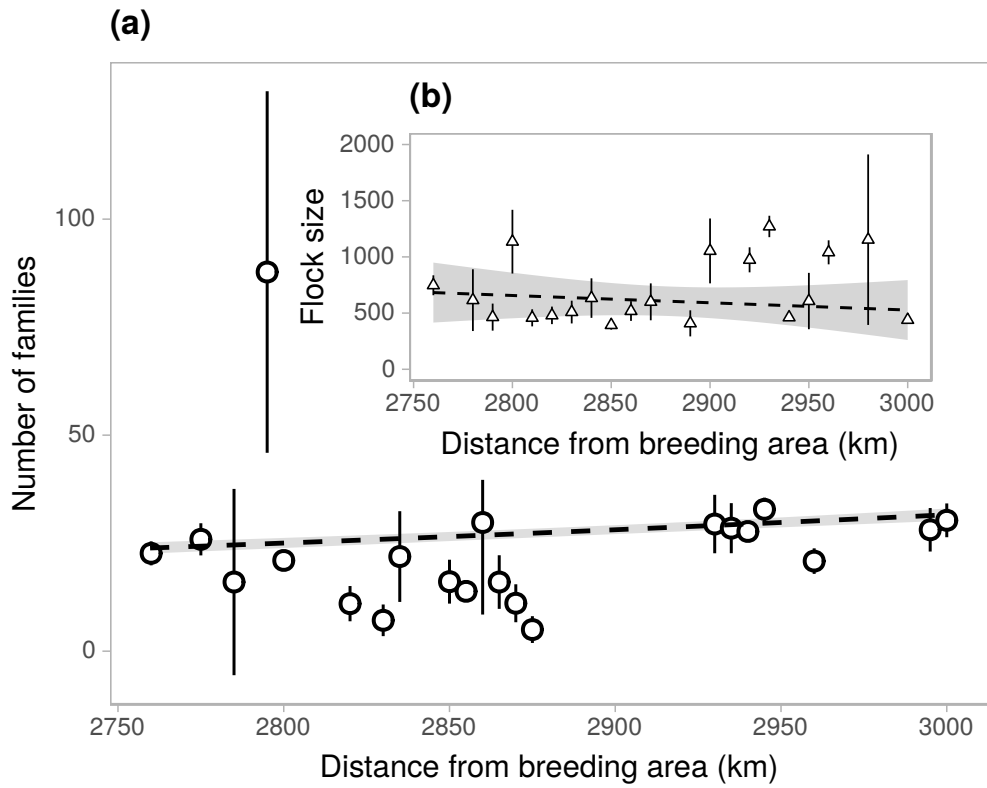 (a)
(b)
Number of families
100
50
0
Flock size
2000
1500
1000
500
0
2750 2800 2850 2900 2950 3000
Distance from breeding area (km)
2750 2800 2850 2900 2950 3000
Distance from breeding area (km)